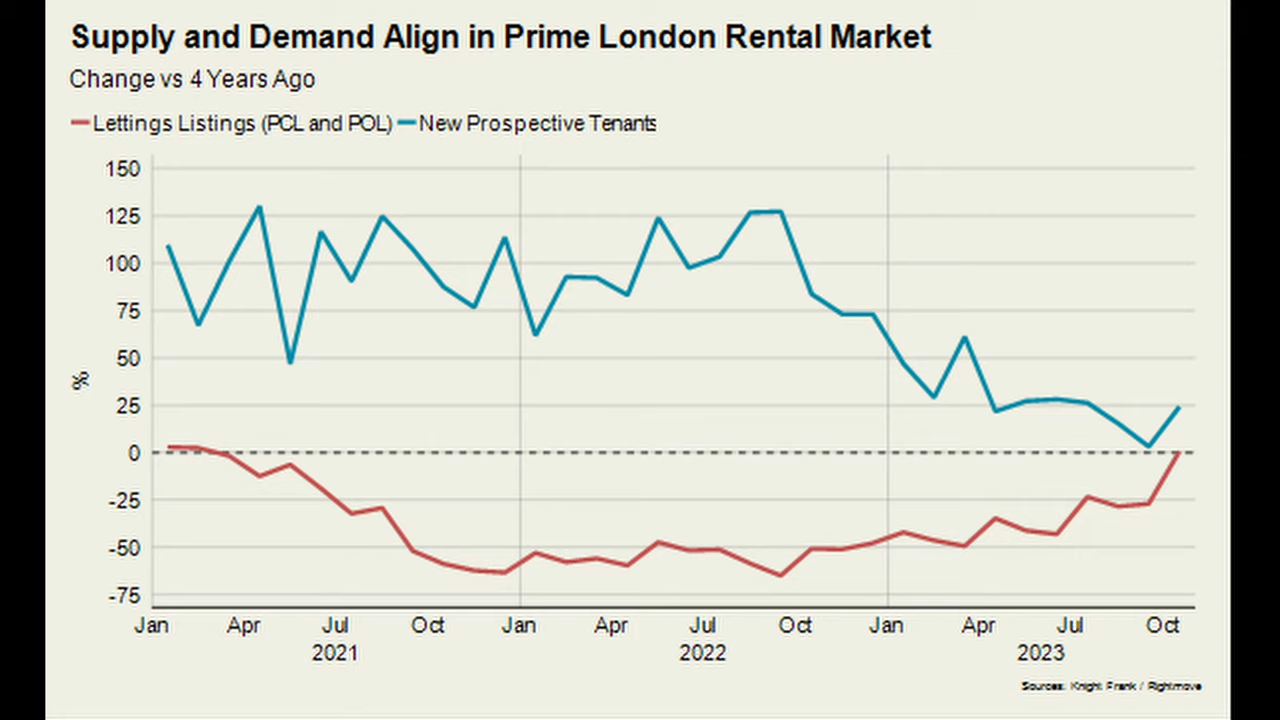 Supply and Demand Align in Prime London Rental Market
Change vs 4 Years Ago
Lettings Listings (PCL and POL) New Prospective Tenants
150
125
100
75
50
25
0
-25
-50
-75
%
Jan Apr Jul Oct Jan Apr Jul Oct Jan Apr Jul Oct
2021 2022 2023
Sources: Knight Frank / Rightmove